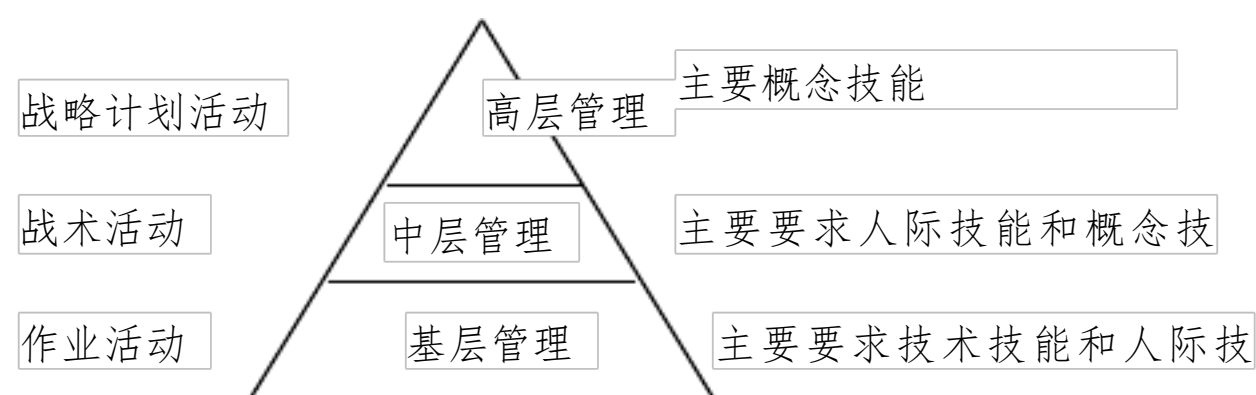 战略计划活动
高层管理
主要概念技能
战术活动
中层管理
主要要求人际技能和概念技
作业活动
基层管理
主要要求技术技能和人际技